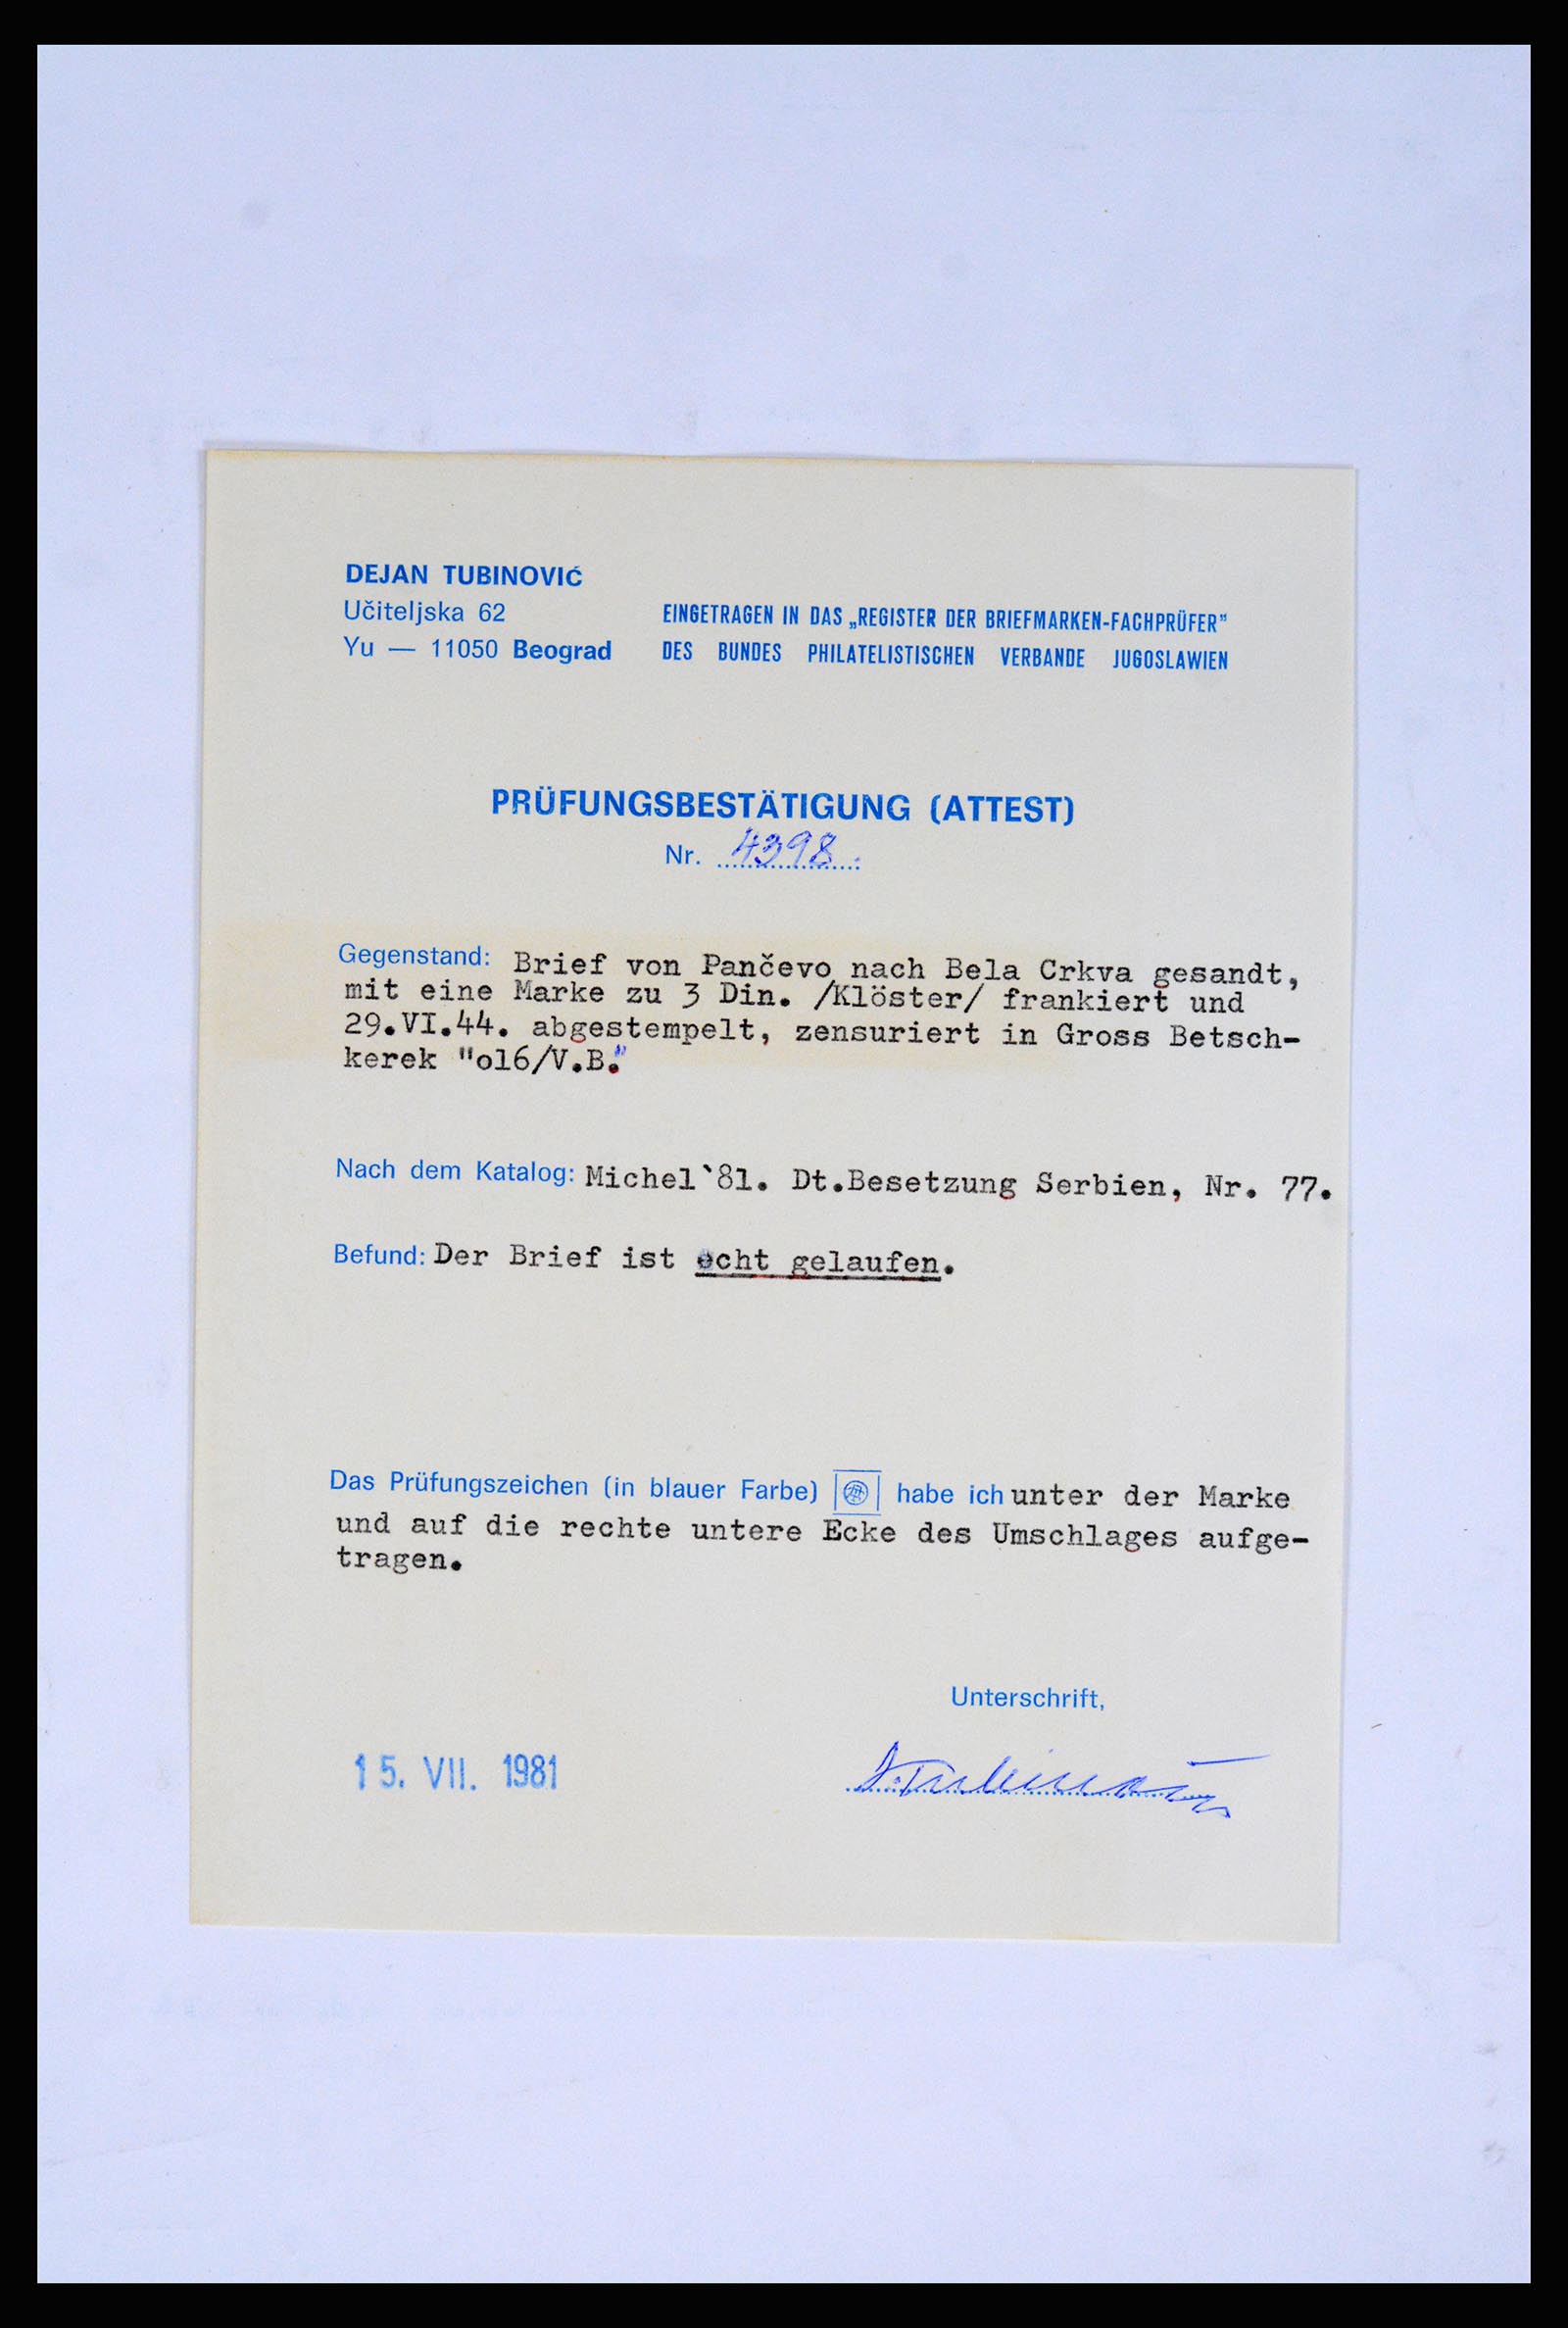 DEJAN TUBINOVIĆ
Učiteljska 62
Yu — 11050 Beograd
EINGETRAGEN IN DAS „REGISTER DER BRIEFMARKEN-FACHPRÜFER"
DES BUNDES PHILATELISTISCHEN VERBANDE JUGOSLAWIEN
PRÜFUNGSBESTÄTIGUNG (ATTEST)
Nr. 4398
Gegenstand: Brief von Pančevo nach Bela Crkva gesandt,
mit eine Marke zu 3 Din. /Klöster/ frankiert und
29.VI.44. abgestempelt, zensuriert in Gross Betsch-
kerek "o16/V.B."
Nach dem Katalog: Michel`81. Dt.Besetzung Serbien, Nr. 77.
Befund: Der Brief ist echt gelaufen.
Das Prüfungszeichen (in blauer Farbe) habe ich unter der Marke
und auf die rechte untere Ecke des Umschlages aufge-
tragen.
Unterschrift,
15. VII. 1981
D. Tubinović